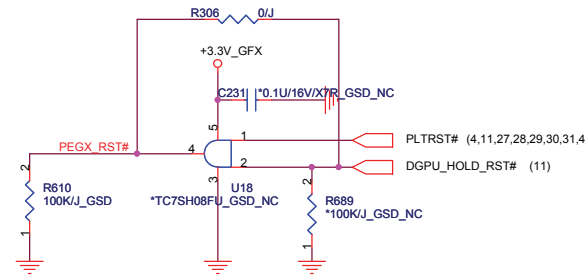 R306 0/J
+3.3V_GFX
C231 *0.1U/16V/X7R_GSD_NC
5
1 PLTRST# (4,11,27,28,29,30,31,4
PEGX_RST# 4
2 DGPU_HOLD_RST# (11)
3
2 U18 2
R610 *TC7SH08FU_GSD_NC R689
100K/J_GSD *100K/J_GSD_NC
1 1